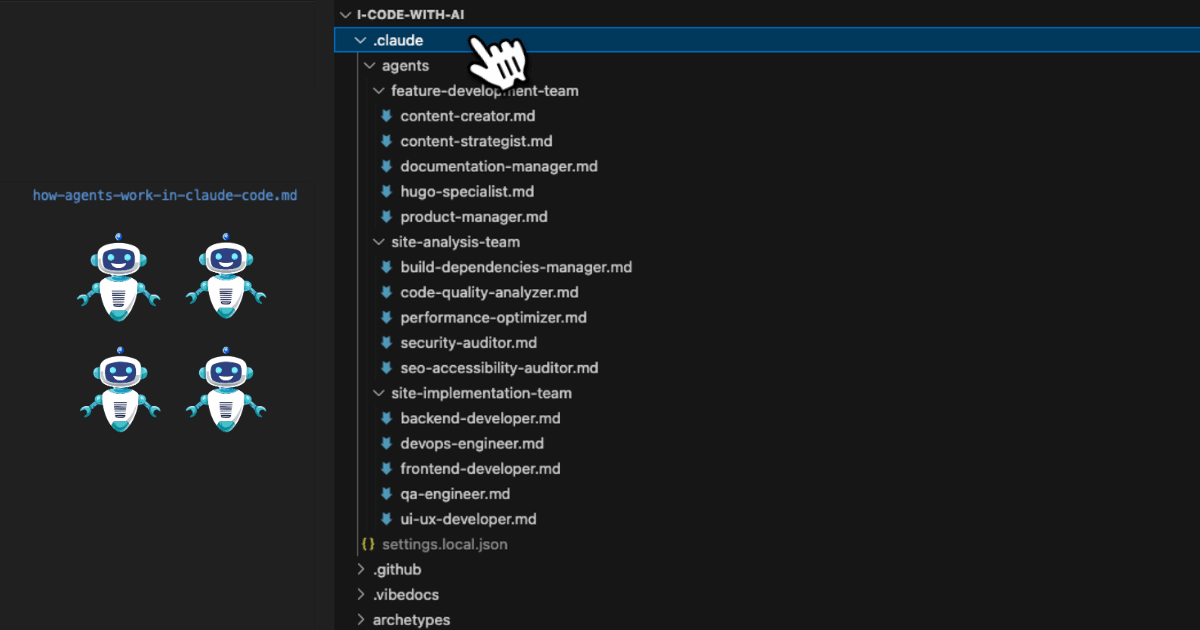 I-CODE-WITH-AI
.claude
agents
feature-development-team
content-creator.md
content-strategist.md
documentation-manager.md
how-agents-work-in-claude-code.md
hugo-specialist.md
product-manager.md
site-analysis-team
build-dependencies-manager.md
code-quality-analyzer.md
performance-optimizer.md
security-auditor.md
seo-accessibility-auditor.md
site-implementation-team
backend-developer.md
devops-engineer.md
frontend-developer.md
qa-engineer.md
ui-ux-developer.md
{} settings.local.json
.github
.vibedocs
archetypes